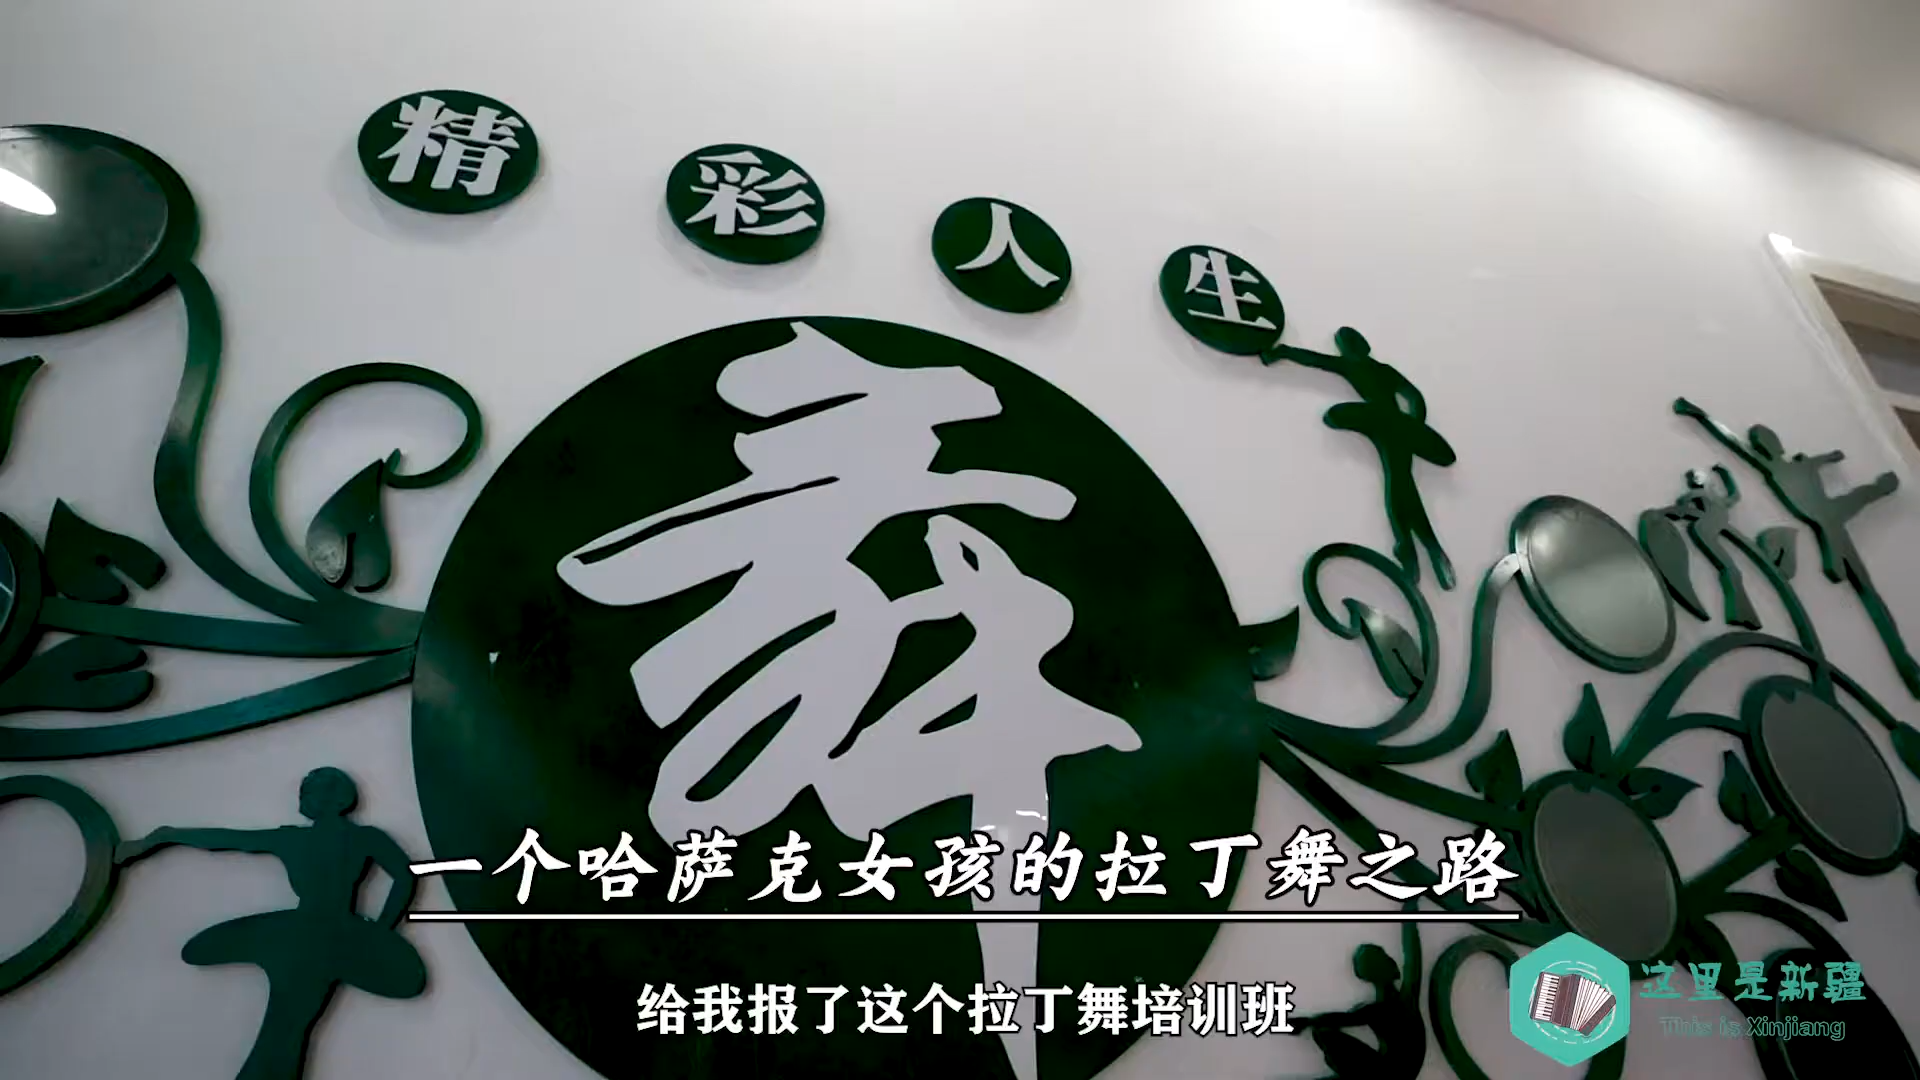 精彩人生
舞
一个哈萨克女孩的拉丁舞之路
给我报了这个拉丁舞培训班
这里是新疆
This is Xinjiang